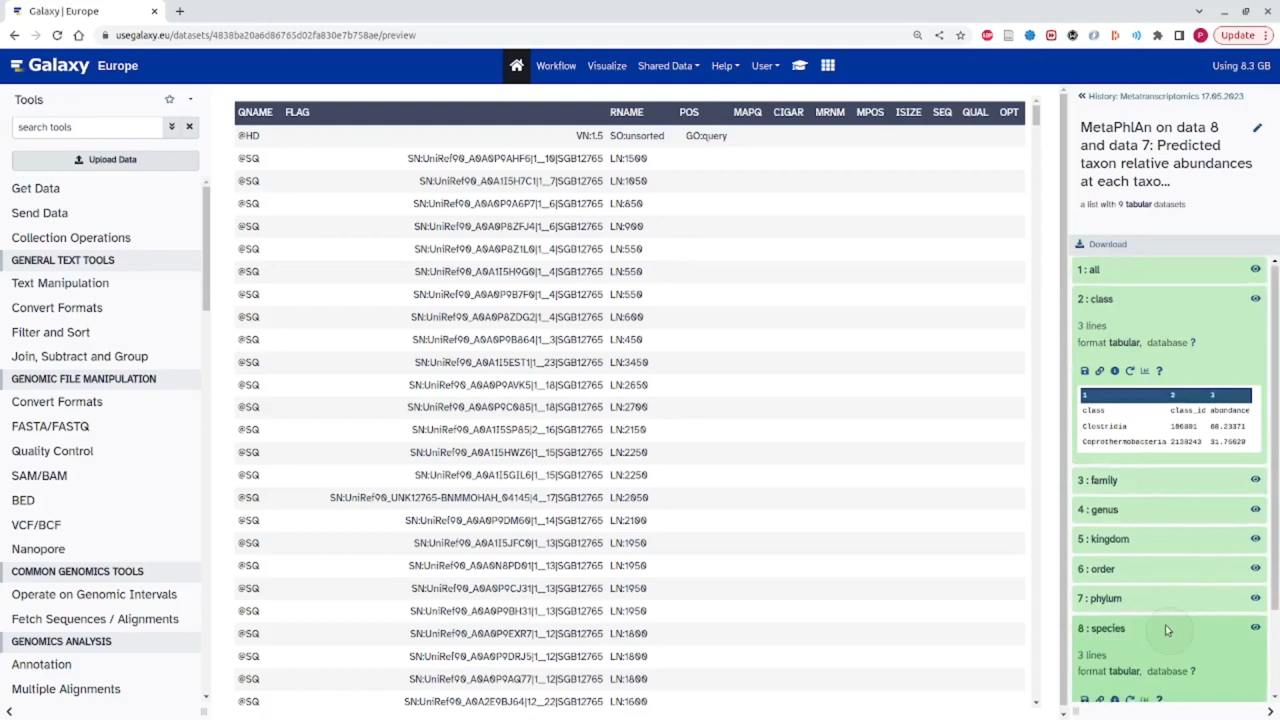 Galaxy | Europe
usegalaxy.eu/datasets/4838ba20a6d86765d02fa830e7b758ae/preview
Update
Galaxy Europe
Workflow Visualize Shared Data Help User
Using 8.3 GB
Tools
search tools
Upload Data
Get Data
Send Data
Collection Operations
GENERAL TEXT TOOLS
Text Manipulation
Convert Formats
Filter and Sort
Join, Subtract and Group
GENOMIC FILE MANIPULATION
Convert Formats
FASTA/FASTQ
Quality Control
SAM/BAM
BED
VCF/BCF
Nanopore
COMMON GENOMICS TOOLS
Operate on Genomic Intervals
Fetch Sequences / Alignments
GENOMICS ANALYSIS
Annotation
Multiple Alignments
QNAME FLAG RNAME POS MAPQ CIGAR MRNM MPOS ISIZE SEQ QUAL OPT
@HD VN:1.5 SO:unsorted GO:query
@SQ SN:UniRef90_A0A0P9AHF6|1__10|SGB12765 LN:1500
@SQ SN:UniRef90_A0A1I5H7C1|1__7|SGB12765 LN:1050
@SQ SN:UniRef90_A0A0P9A6P7|1__6|SGB12765 LN:850
@SQ SN:UniRef90_A0A0P8ZFJ4|1__6|SGB12765 LN:900
@SQ SN:UniRef90_A0A0P8Z1L0|1__4|SGB12765 LN:550
@SQ SN:UniRef90_A0A1I5H9G0|1__4|SGB12765 LN:550
@SQ SN:UniRef90_A0A0P9B7F0|1__4|SGB12765 LN:550
@SQ SN:UniRef90_A0A0P8ZDG2|1__4|SGB12765 LN:600
@SQ SN:UniRef90_A0A0P9B864|1__3|SGB12765 LN:450
@SQ SN:UniRef90_A0A1I5EST1|1__23|SGB12765 LN:3450
@SQ SN:UniRef90_A0A0P9AVK5|1__18|SGB12765 LN:2650
@SQ SN:UniRef90_A0A0P9C085|1__18|SGB12765 LN:2700
@SQ SN:UniRef90_A0A1I5SP85|2__16|SGB12765 LN:2150
@SQ SN:UniRef90_A0A1I5HWZ6|1__15|SGB12765 LN:2250
@SQ SN:UniRef90_A0A1I5GIL6|1__15|SGB12765 LN:2250
@SQ SN:UniRef90_UNK12765-BNMMOHAH_04145|4__17|SGB12765 LN:2050
@SQ SN:UniRef90_A0A0P9DM60|1__14|SGB12765 LN:2100
@SQ SN:UniRef90_A0A1I5JFC0|1__13|SGB12765 LN:1950
@SQ SN:UniRef90_A0A0N8PD01|1__13|SGB12765 LN:1950
@SQ SN:UniRef90_A0A0P9CJ31|1__13|SGB12765 LN:1950
@SQ SN:UniRef90_A0A0P9BH31|1__13|SGB12765 LN:1950
@SQ SN:UniRef90_A0A0P9EXR7|1__12|SGB12765 LN:1800
@SQ SN:UniRef90_A0A0P9DRJ5|1__12|SGB12765 LN:1800
@SQ SN:UniRef90_A0A0P9AQ77|1__12|SGB12765 LN:1800
@SQ SN:UniRef90_A0A2E9BJ64|12__22|SGB12765 LN:1600
History: Metatranscriptomics 17.05.2023
MetaPhlAn on data 8
and data 7: Predicted
taxon relative abundances
at each taxo...
a list with 9 tabular datasets
Download
1 : all
2 : class
3 lines
format tabular, database ?
1 2 3
class class_id abundance
Clostridia 186801 68.23371
Coprothermobacteria 2138243 31.76629
3 : family
4 : genus
5 : kingdom
6 : order
7 : phylum
8 : species
3 lines
format tabular, database ?